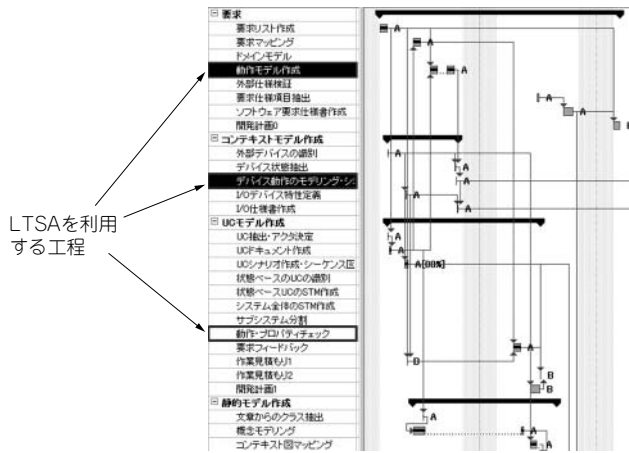 要求
要求リスト作成
要求マッピング
ドメインモデル
動作モデル作成
外部仕様検証
要求仕様項目抽出
ソフトウェア要求仕様書作成
開発計画0
コンテキストモデル作成
外部デバイスの識別
デバイス状態抽出
デバイス動作のモデリング・シ
I/Oデバイス特性定義
I/O仕様書作成
UCモデル作成
UC抽出・アクタ決定
UCドキュメント作成
UCシナリオ作成・シーケンス図
状態ベースのUCの識別
状態ベースUCのSTM作成
システム全体のSTM作成
サブシステム分割
動作・プロパティチェック
要求フィードバック
作業見積もり1
作業見積もり2
開発計画1
静的モデル作成
文章からのクラス抽出
概念モデリング
コンテキスト図マッピング
LTSAを利用
する工程
A
A
A
A
A
A
A
A
A
A
A
A
A
A
A[00%]
A
D
B
B
A
A
A